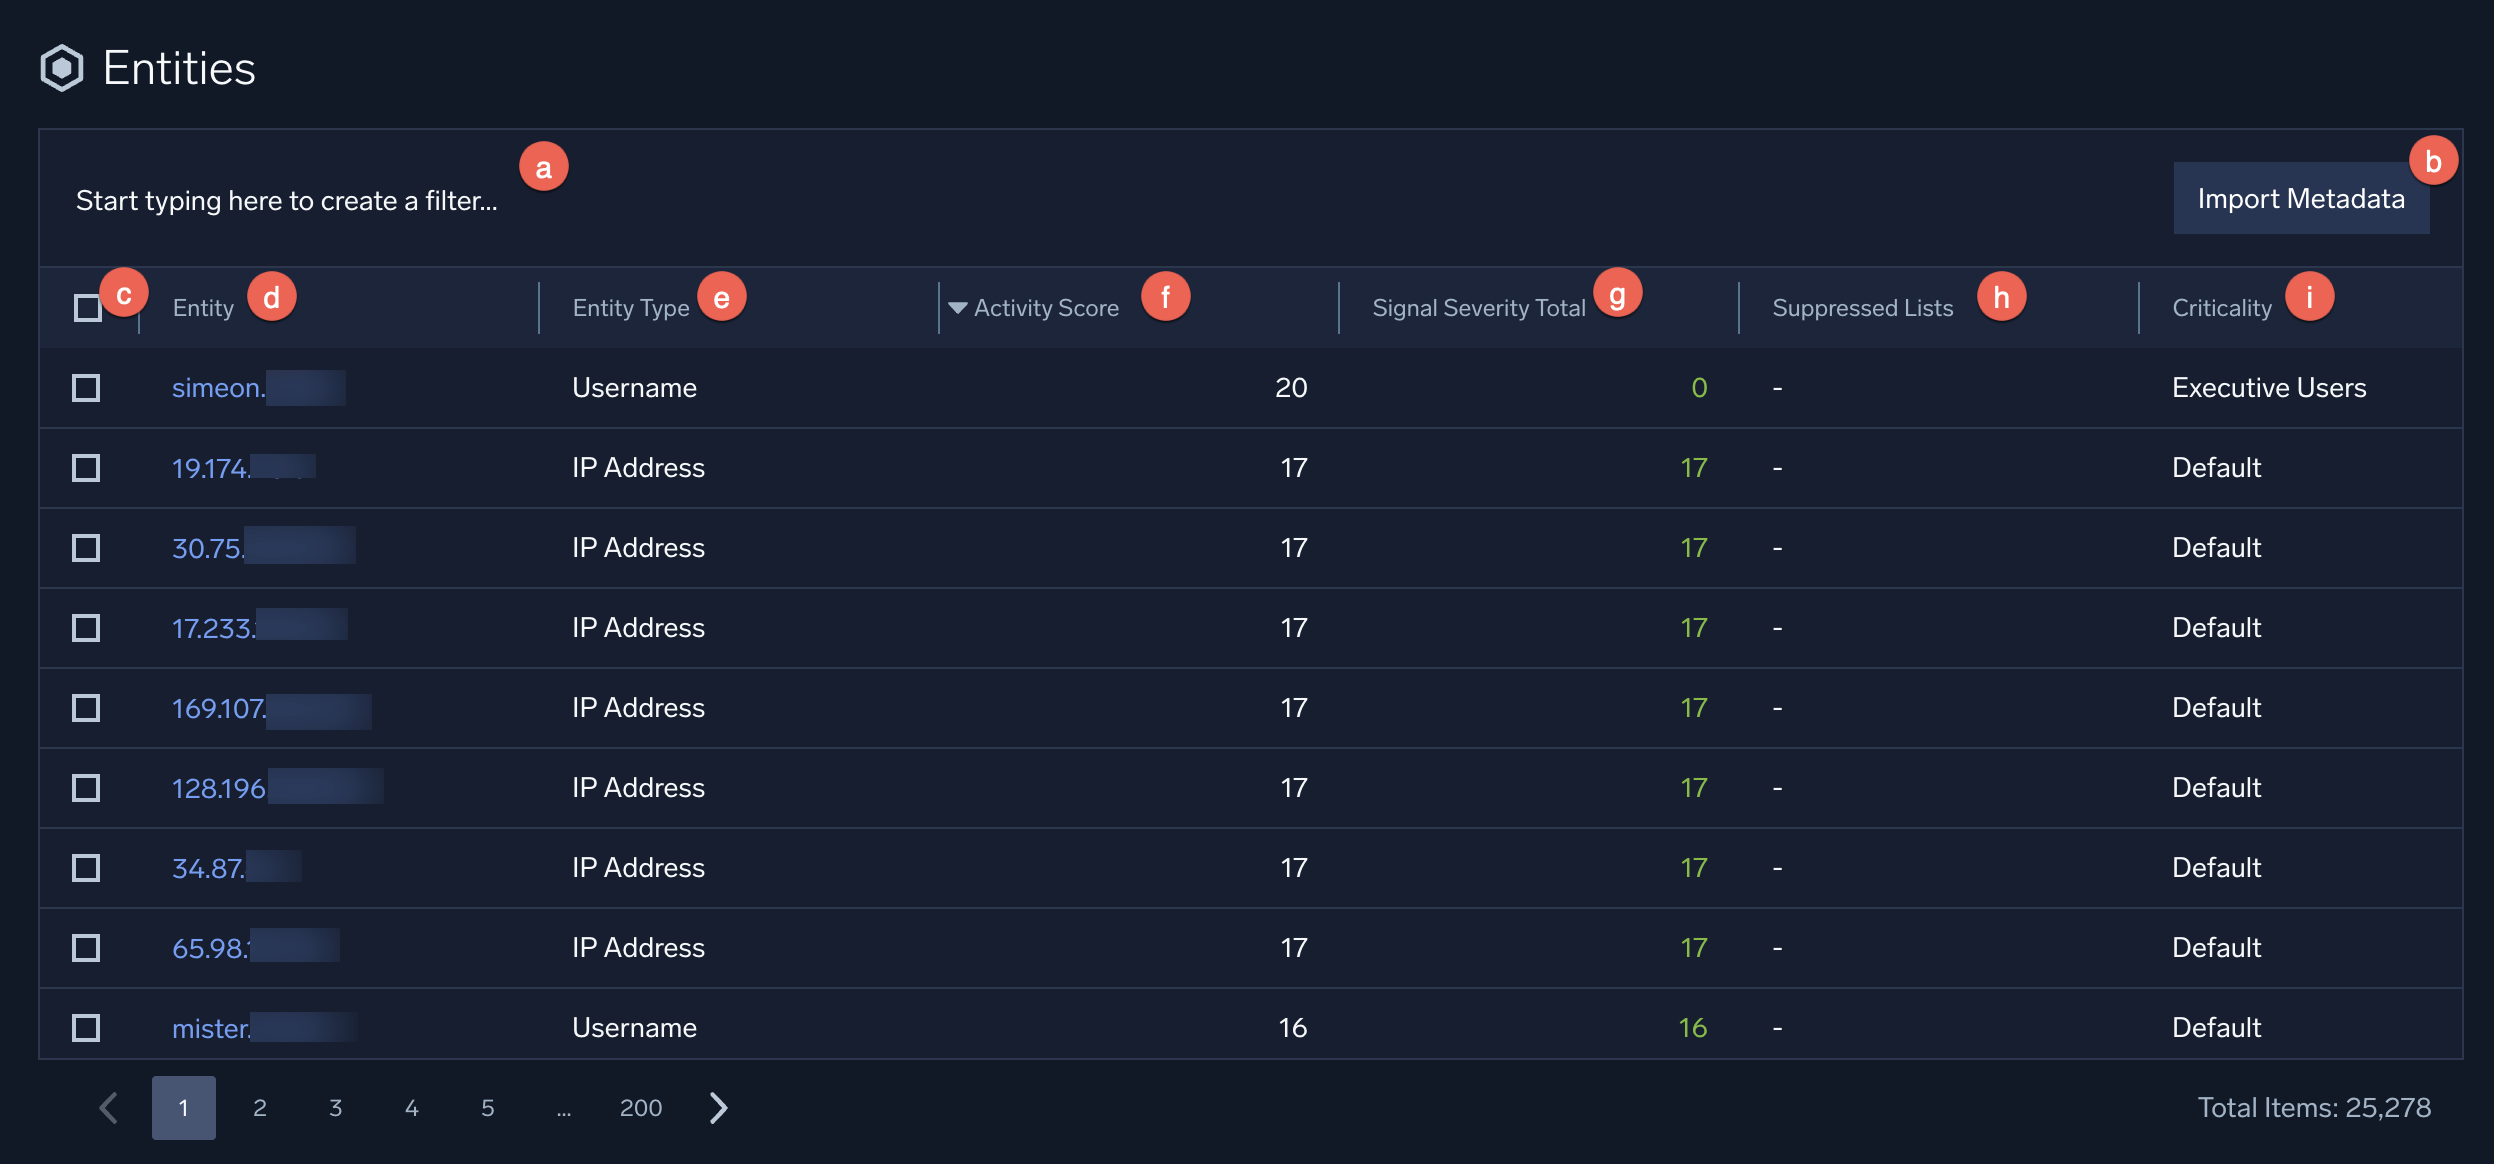 Entities
a
b
Start typing here to create a filter...
Import Metadata
c Entity d Entity Type e Activity Score f Signal Severity Total g Suppressed Lists h Criticality i
simeon. Username 20 0 - Executive Users
19.174. IP Address 17 17 - Default
30.75. IP Address 17 17 - Default
17.233. IP Address 17 17 - Default
169.107. IP Address 17 17 - Default
128.196 IP Address 17 17 - Default
34.87. IP Address 17 17 - Default
65.98. IP Address 17 17 - Default
mister. Username 16 16 - Default
1 2 3 4 5 ... 200 Total Items: 25,278